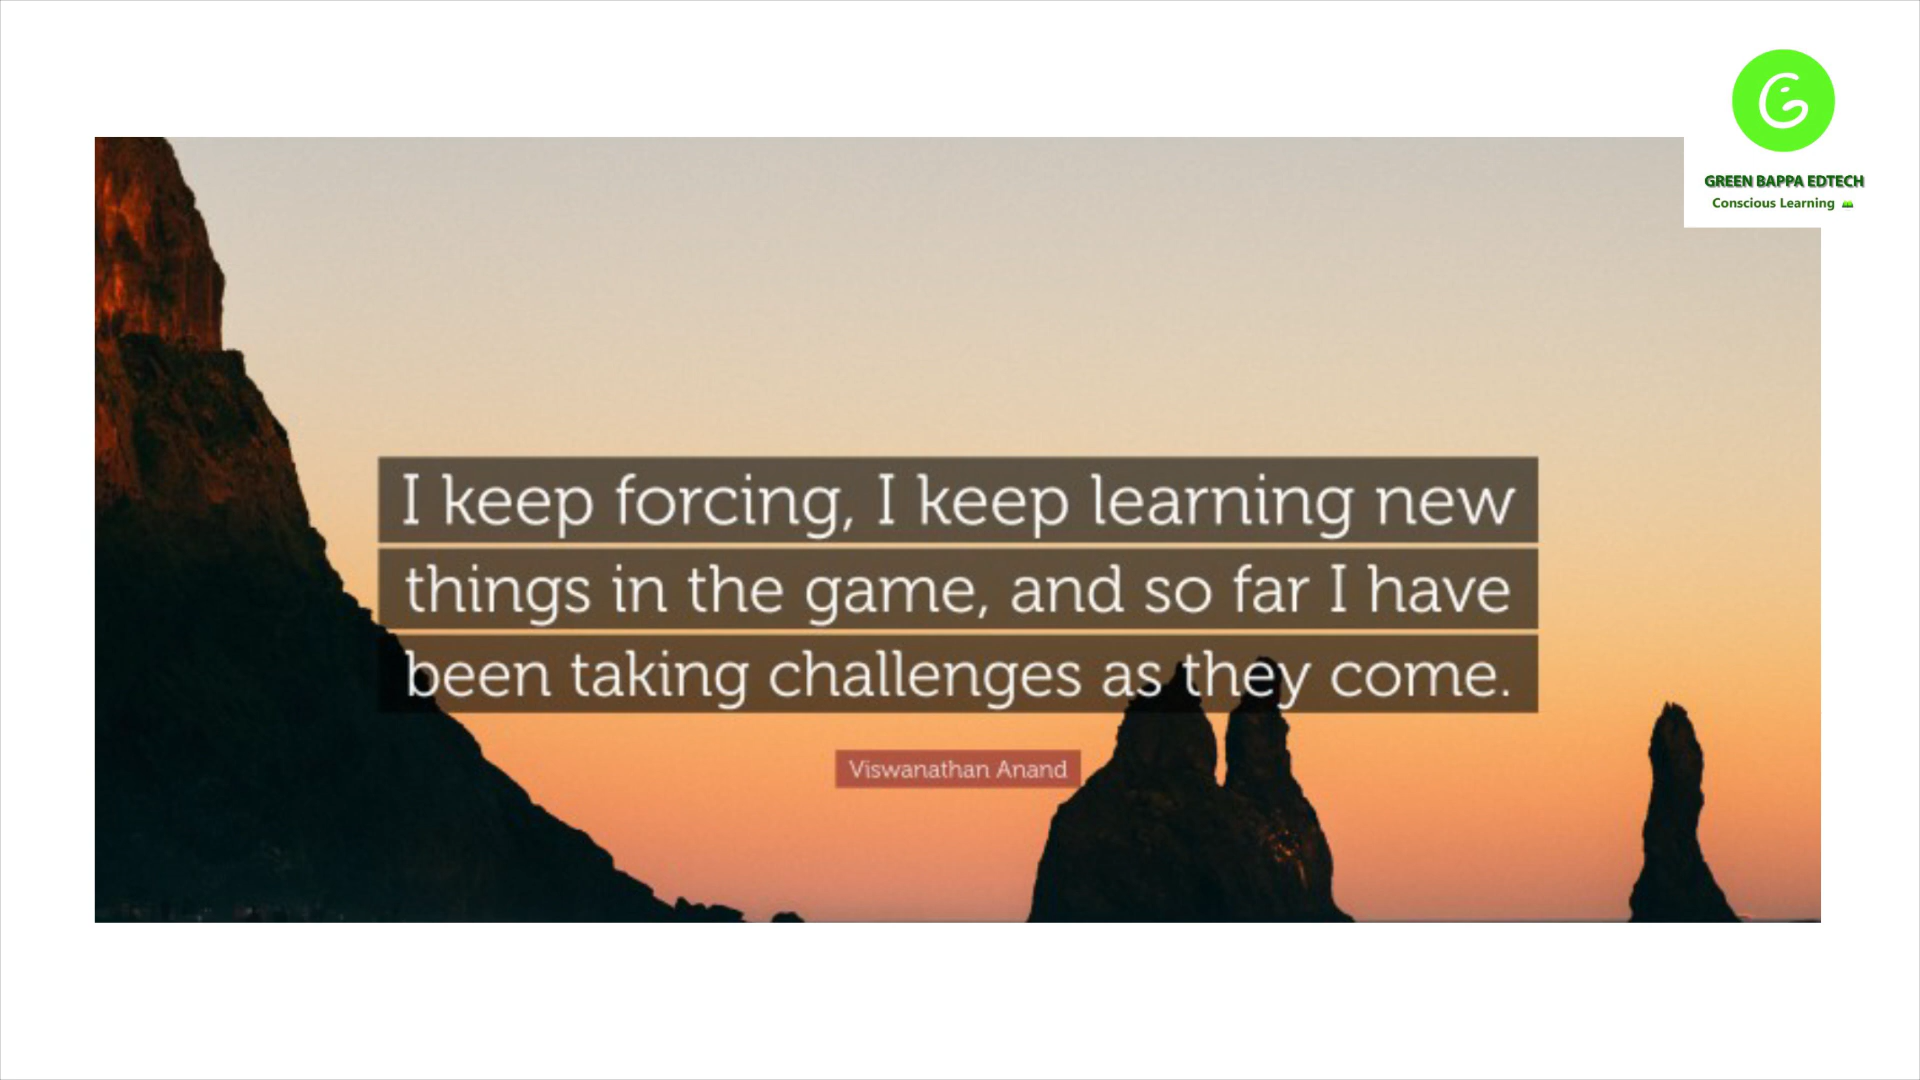 GREEN BAPPA EDTECH
Conscious Learning
I keep forcing, I keep learning new
things in the game, and so far I have
been taking challenges as they come.
Viswanathan Anand